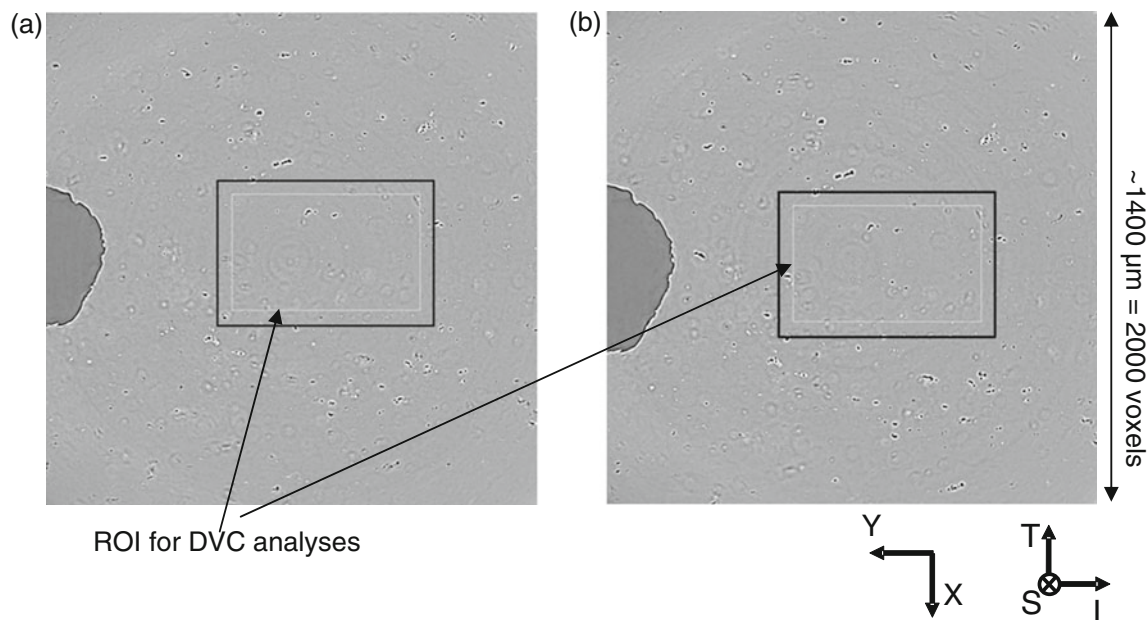 (a)
(b)
~1400 µm = 2000 voxels
ROI for DVC analyses
Y
X
T
S